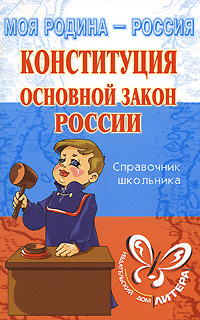 МОЯ РОДИНА — РОССИЯ
КОНСТИТУЦИЯ
ОСНОВНОЙ ЗАКОН
РОССИИ
Справочник
школьника
ИЗДАТЕЛЬСКИЙ ДОМ
ЛИТЕРА